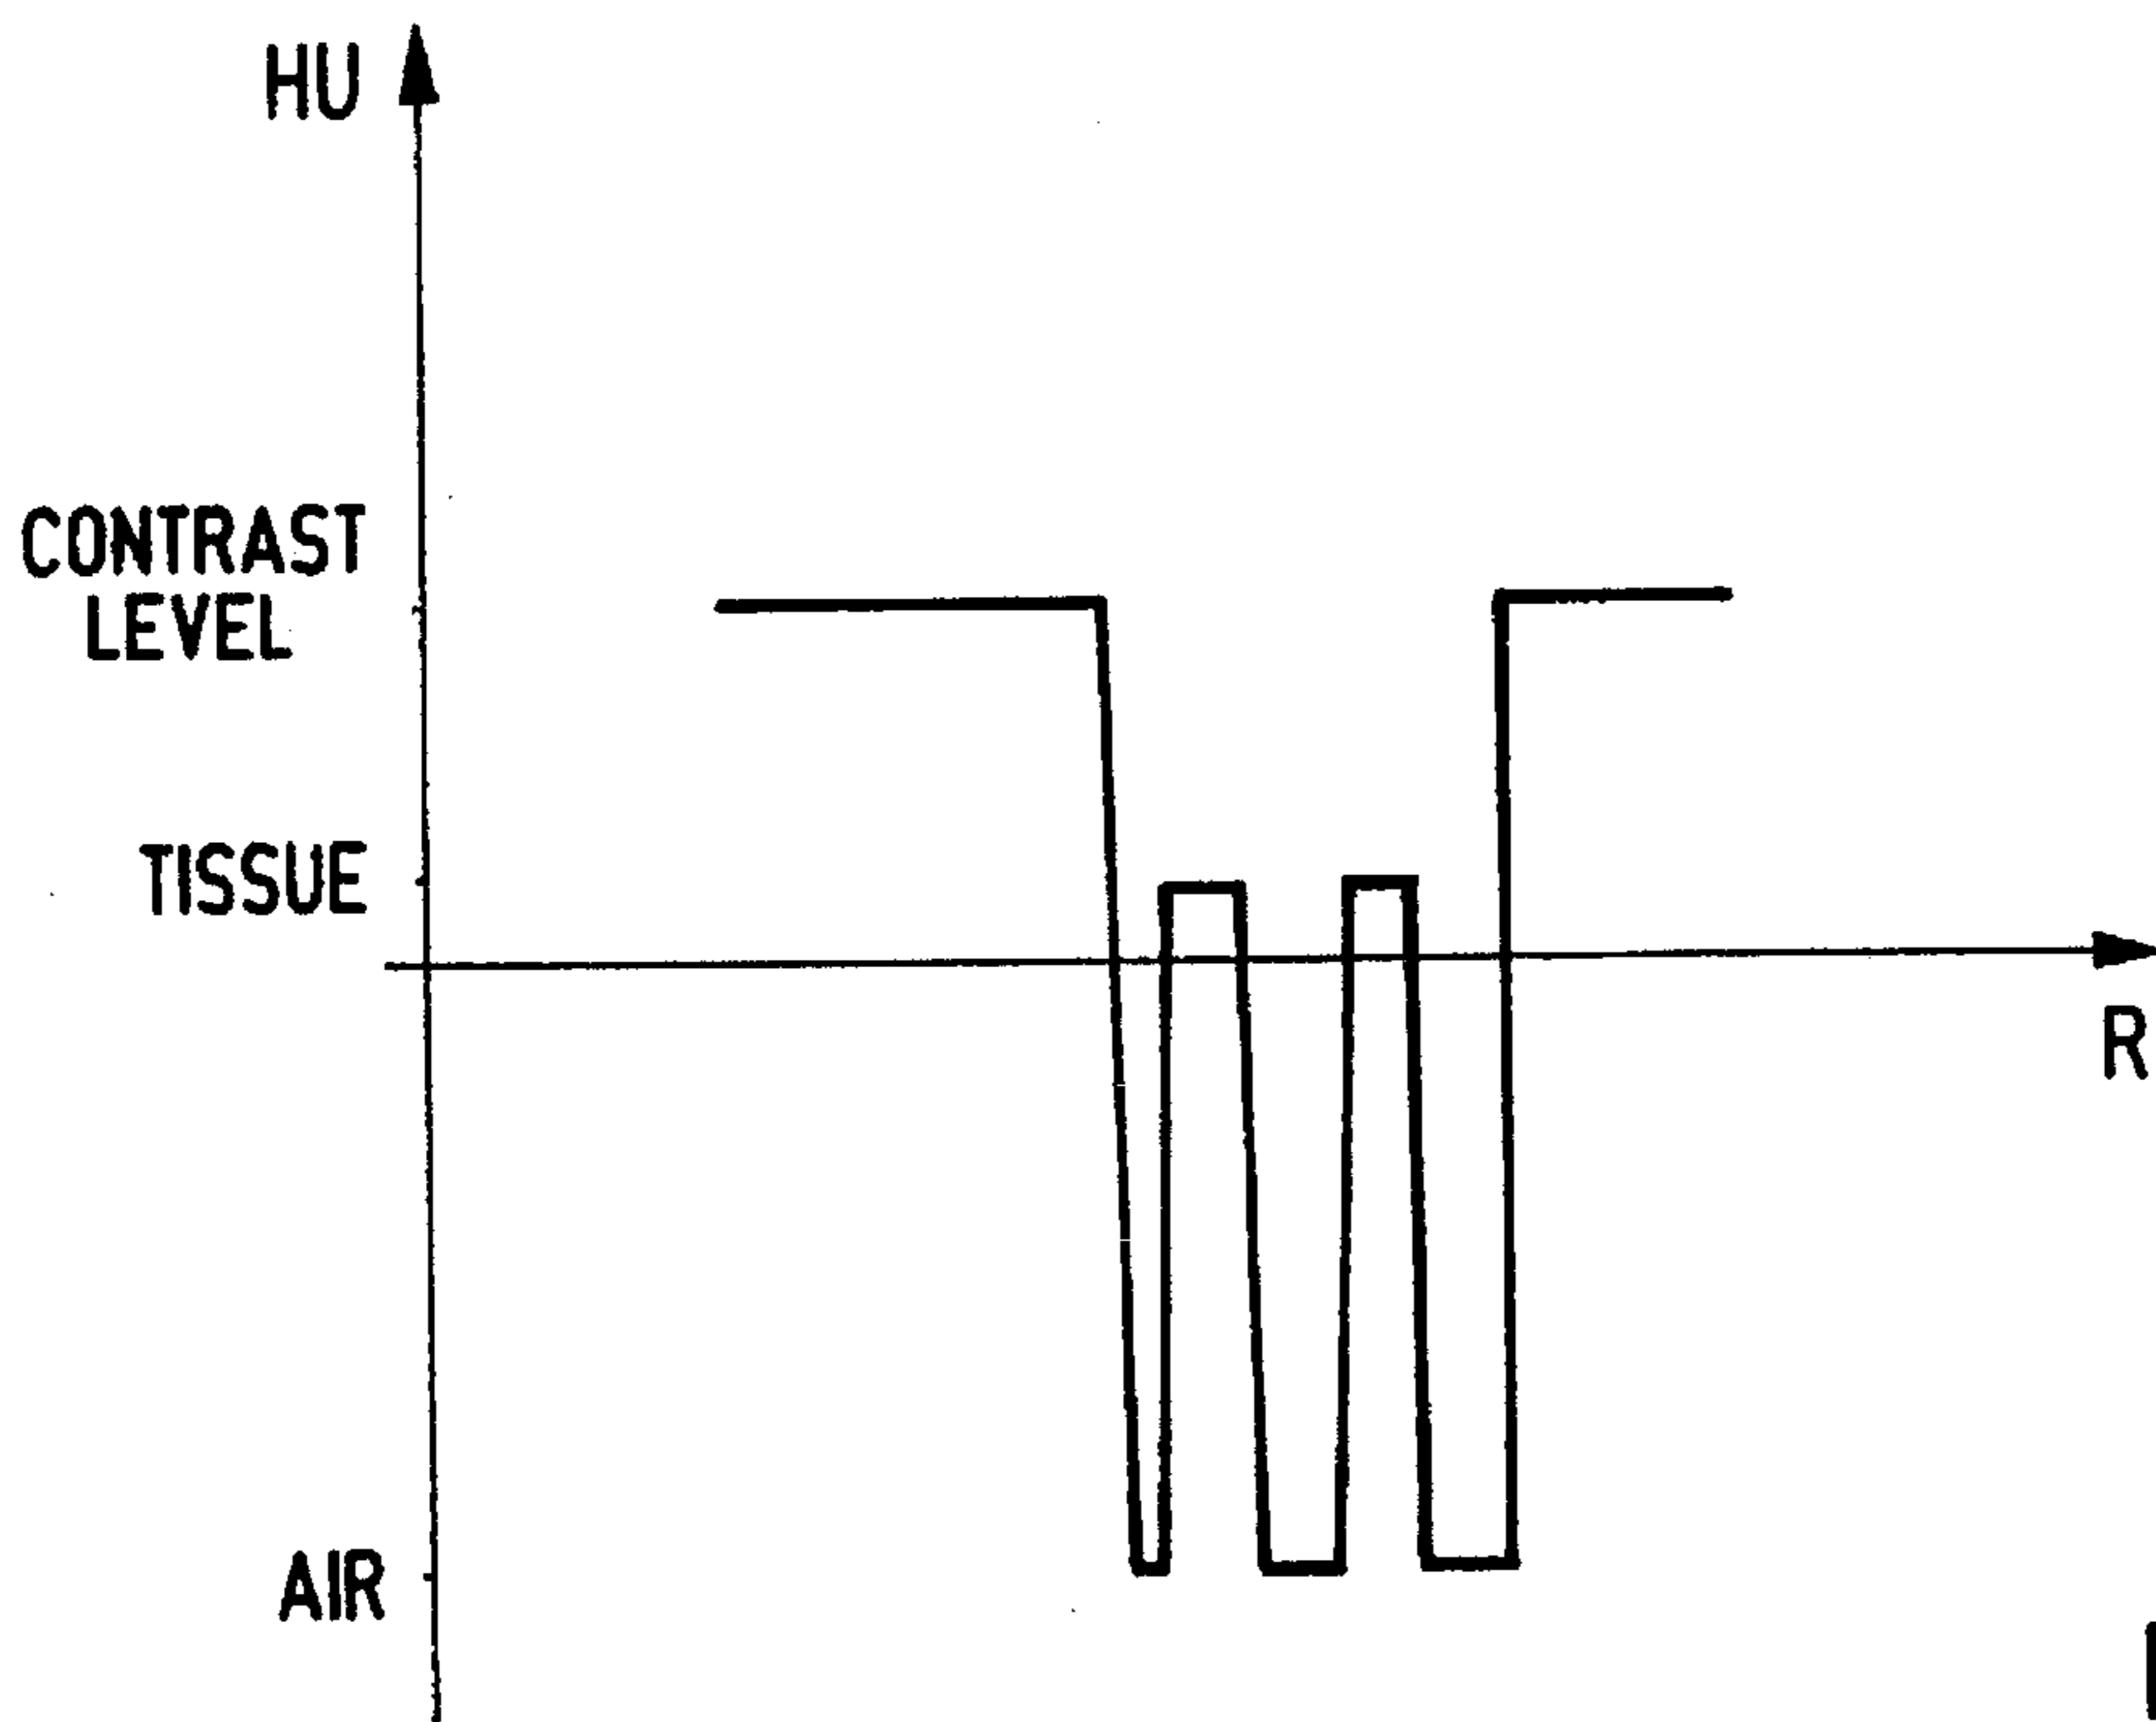 HU
CONTRAST
LEVEL
TISSUE
R
AIR